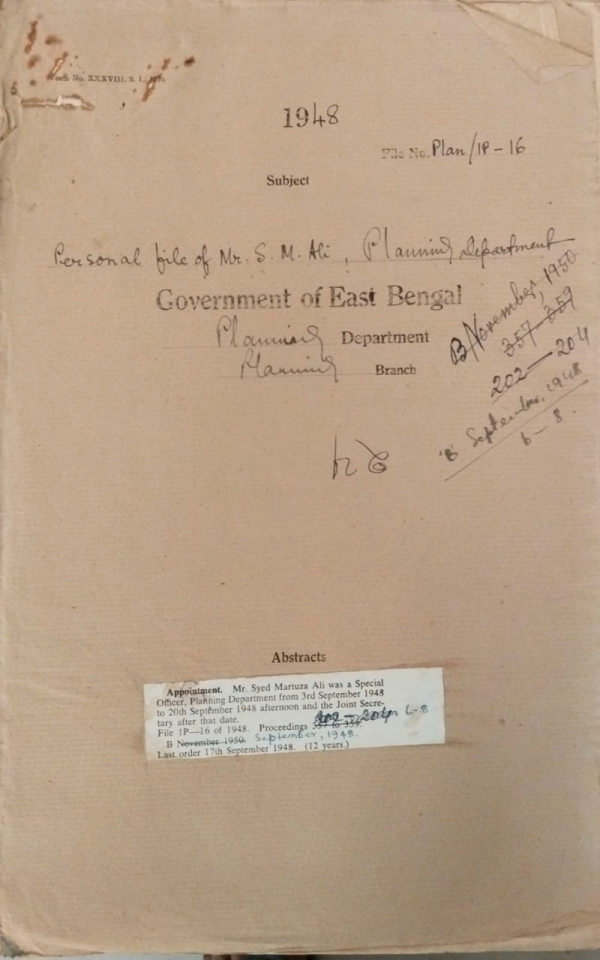 Form No. XXXVIII, S. I.
1948
File No. Plan/1P-16
Subject
Personal file of Mr. S. M. Ali, Planning Department
Government of East Bengal
Planning Department
Planning Branch
B November, 1950
357-359
202-204
'B' September, 1948
6-8.
Abstracts
Appointment. Mr. Syed Martuza Ali was a Special
Officer, Planning Department from 3rd September 1948
to 20th September 1948 afternoon and the Joint Secre-
tary after that date.
File 1P—16 of 1948. Proceedings 357 to 359. 202-204 6-8
B November 1950. September, 1948.
Last order 17th September 1948. (12 years.)